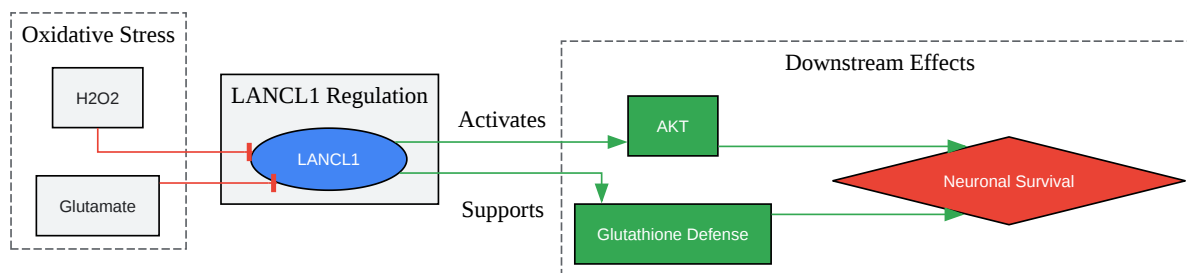 Oxidative Stress
H2O2
Glutamate
LANCL1 Regulation
LANCL1
Activates
Supports
Downstream Effects
AKT
Glutathione Defense
Neuronal Survival